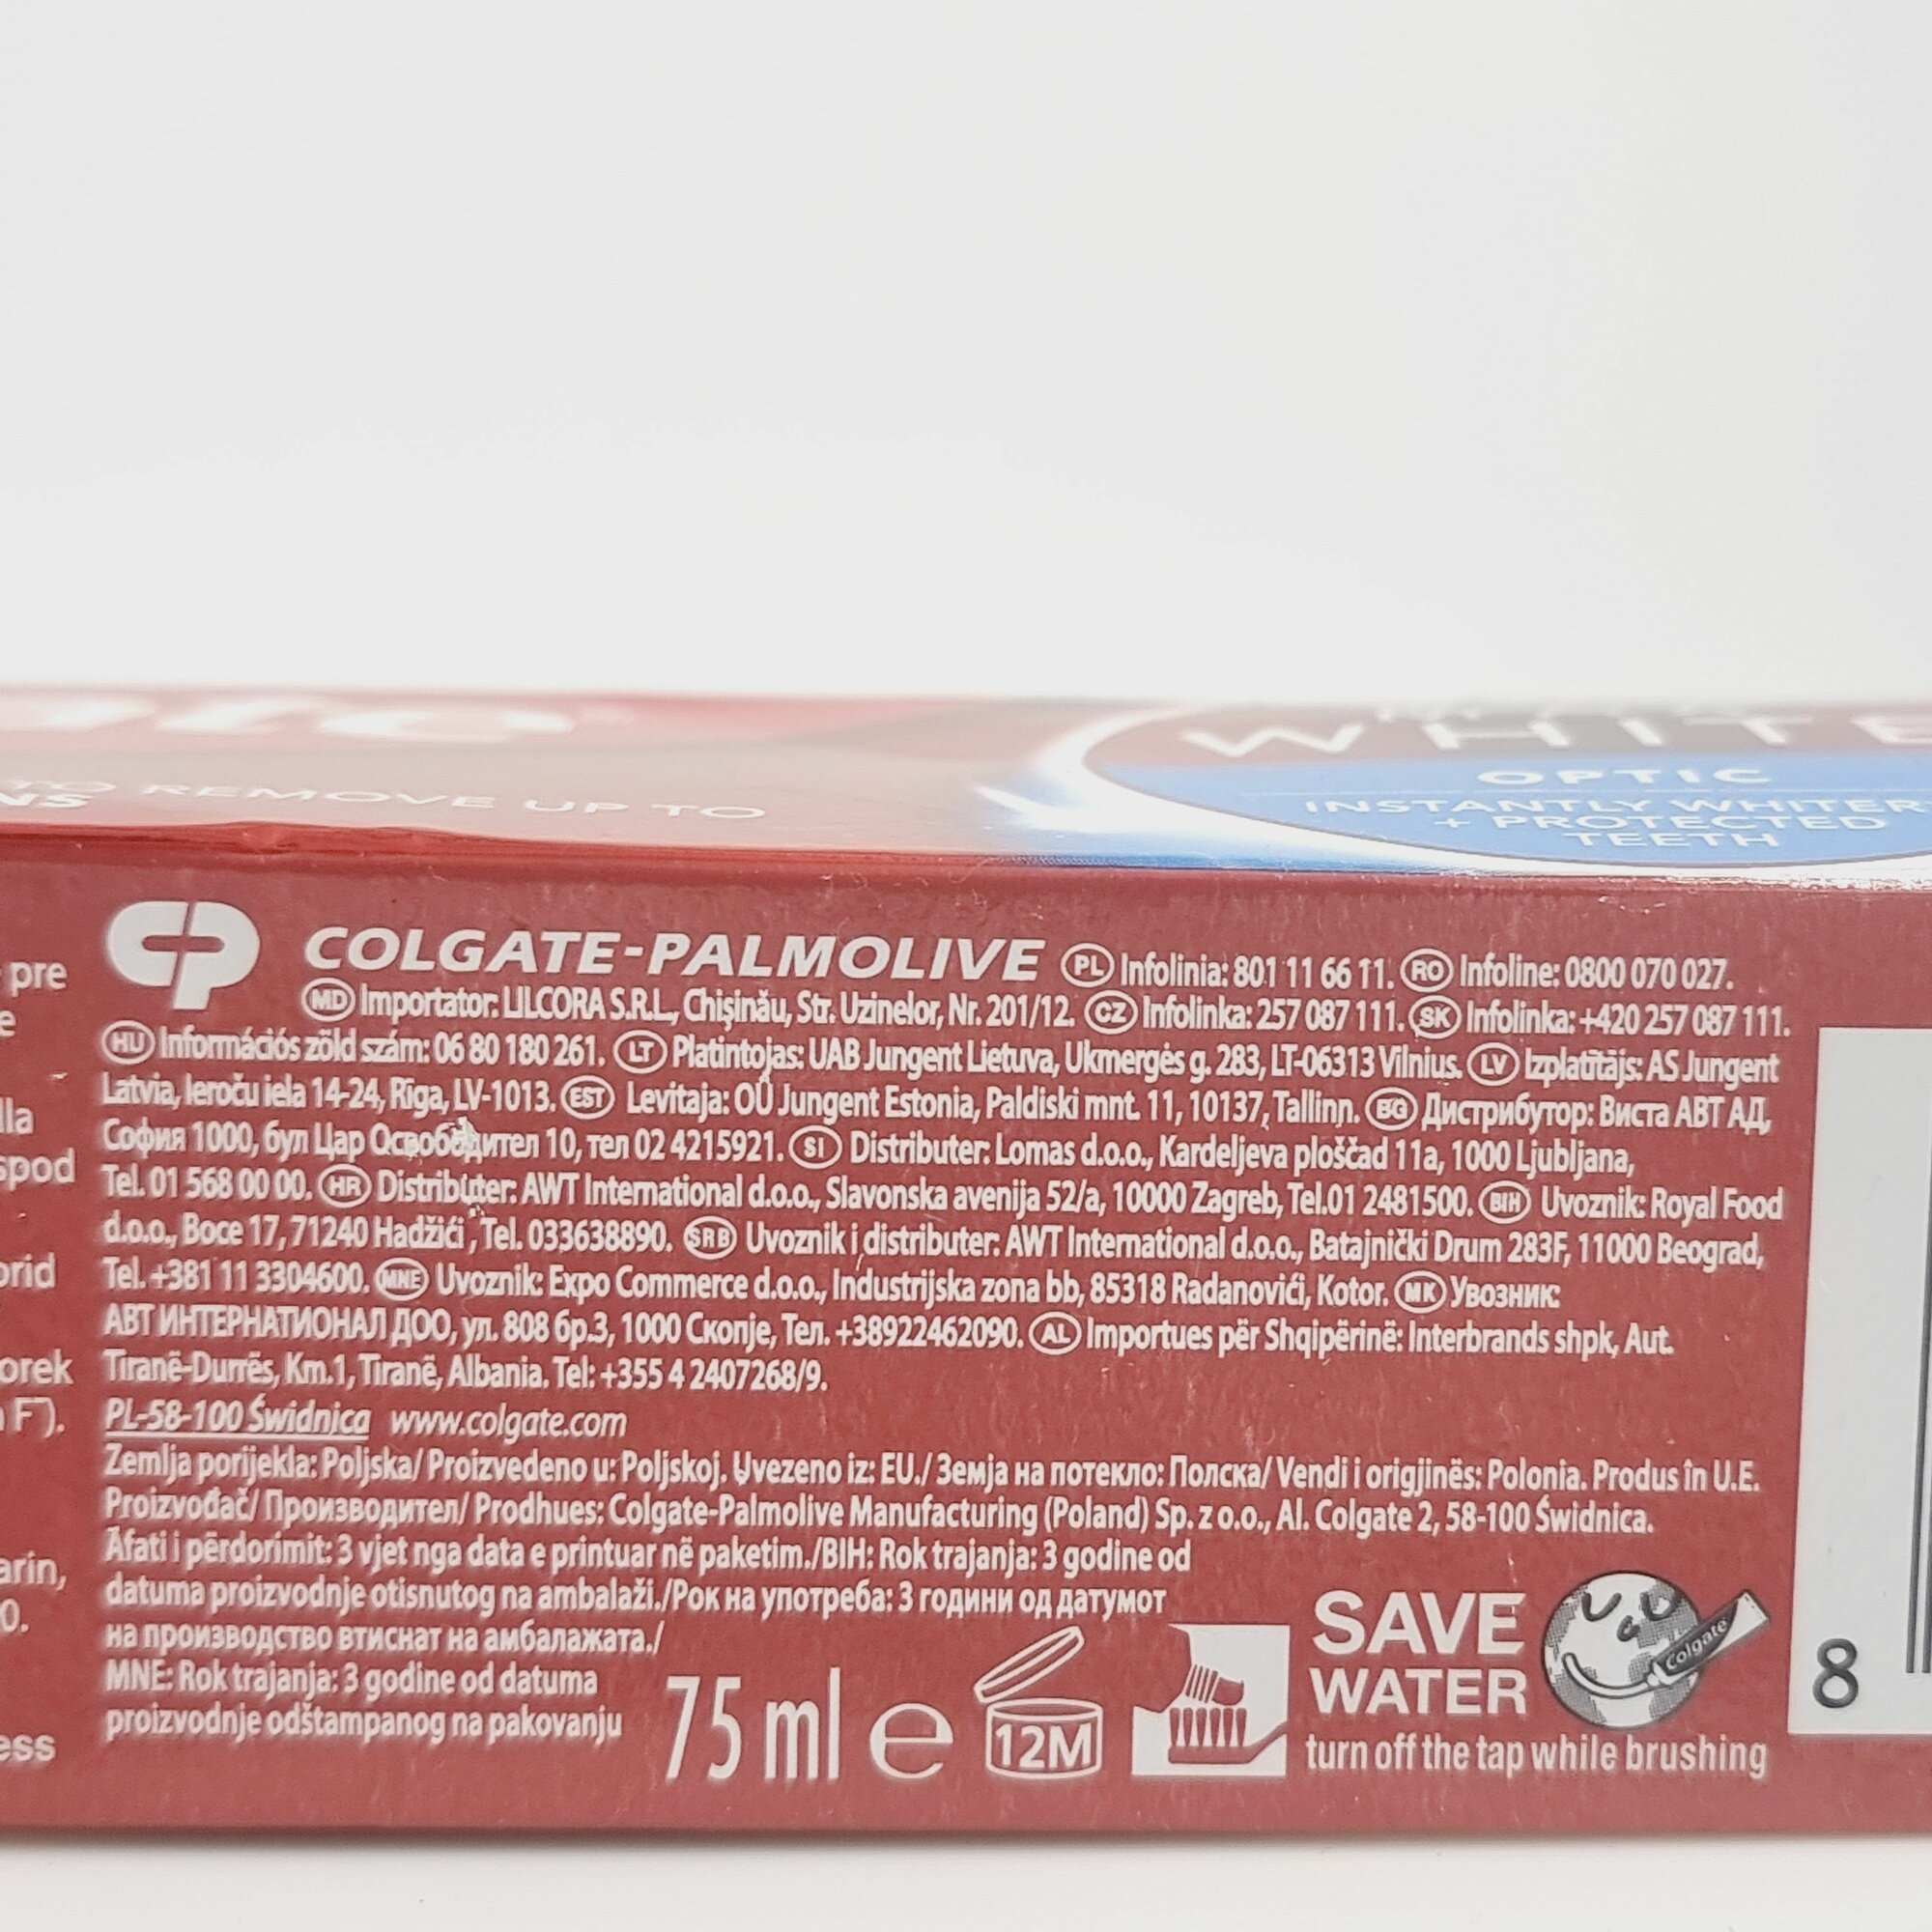 TO REMOVE UP TO
NS
WHITE
OPTIC
INSTANTLY WHITER
+ PROTECTED
TEETH
pre
e
lla
spod
orid
orek
F⁻).
arin,
0.
ess
CP COLGATE-PALMOLIVE PL Infolinia: 801 11 66 11. RO Infoline: 0800 070 027.
MD Importator: LILCORA S.R.L., Chișinău, Str. Uzinelor, Nr. 201/12. CZ Infolinka: 257 087 111. SK Infolinka: +420 257 087 111.
HU Információs zöld szám: 06 80 180 261. LT Platintojas: UAB Jungent Lietuva, Ukmergės g. 283, LT-06313 Vilnius. LV Izplatītājs: AS Jungent
Latvia, Ieroču iela 14-24, Rīga, LV-1013. EST Levitaja: OÜ Jungent Estonia, Paldiski mnt. 11, 10137, Tallinn. BG Дистрибутор: Виста АВТ АД,
София 1000, бул Цар Освободител 10, тел 02 4215921. SI Distributer: Lomas d.o.o., Kardeljeva ploščad 11a, 1000 Ljubljana,
Tel. 01 568 00 00. HR Distributer: AWT International d.o.o., Slavonska avenija 52/a, 10000 Zagreb, Tel.01 2481500. BIH Uvoznik: Royal Food
d.o.o., Boce 17, 71240 Hadžići , Tel. 033638890. SRB Uvoznik i distributer: AWT International d.o.o., Batajnički Drum 283F, 11000 Beograd,
Tel. +381 11 3304600. MNE Uvoznik: Expo Commerce d.o.o., Industrijska zona bb, 85318 Radanovići, Kotor. MK Увозник:
АВТ ИНТЕРНАТИОНАЛ ДОО, ул. 808 бр.3, 1000 Скопје, Тел. +38922462090. AL Importues për Shqipërinë: Interbrands shpk, Aut.
Tiranë-Durrës, Km.1, Tiranë, Albania. Tel: +355 4 2407268/9.
PL-58-100 Świdnica www.colgate.com
Zemlja porijekla: Poljska/ Proizvedeno u: Poljskoj. Uvezeno iz: EU./ Земја на потекло: Полска/ Vendi i origjinës: Polonia. Produs în U.E.
Proizvođač/ Производител/ Prodhues: Colgate-Palmolive Manufacturing (Poland) Sp. z o.o., Al. Colgate 2, 58-100 Świdnica.
Afati i përdorimit: 3 vjet nga data e printuar në paketim./BIH: Rok trajanja: 3 godine od
datuma proizvodnje otisnutog na ambalaži./Рок на употреба: 3 години од датумот
на производство втиснат на амбалажата./
MNE: Rok trajanja: 3 godine od datuma
proizvodnje odštampanog na pakovanju
75 ml e 12M
SAVE
WATER
turn off the tap while brushing
Colgate
8